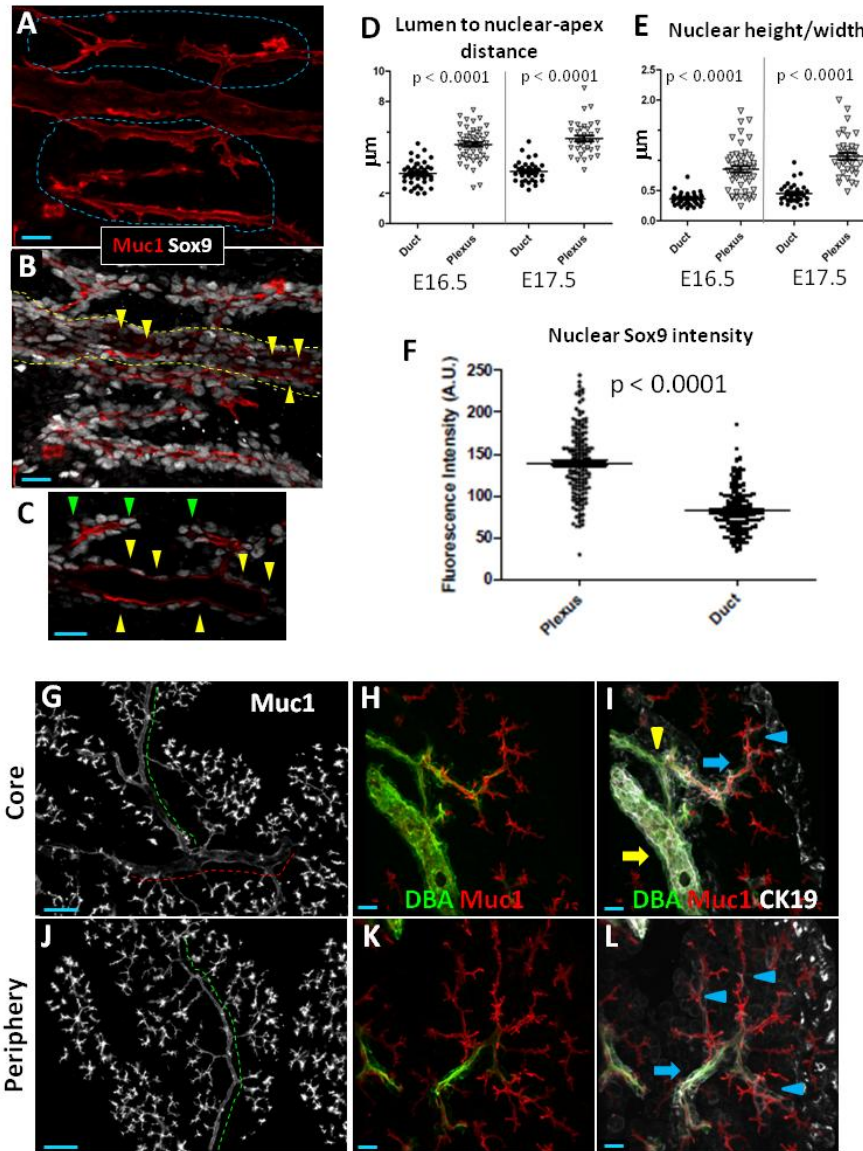 A
Muc1 Sox9
B
C
D
Lumen to nuclear-apex
distance
10
8
6
4
2
0
μm
p < 0.0001
p < 0.0001
Duct
Plexus
Duct
Plexus
E16.5
E17.5
E
Nuclear height/width
2.5
2.0
1.5
1.0
0.5
0.0
μm
p < 0.0001
p < 0.0001
Duct
Plexus
Duct
Plexus
E16.5
E17.5
F
Nuclear Sox9 intensity
Fluorescence Intensity (A.U.)
250
200
150
100
50
0
p < 0.0001
Plexus
Duct
Core
G
Muc1
H
DBA Muc1
I
DBA Muc1 CK19
Periphery
J
K
L